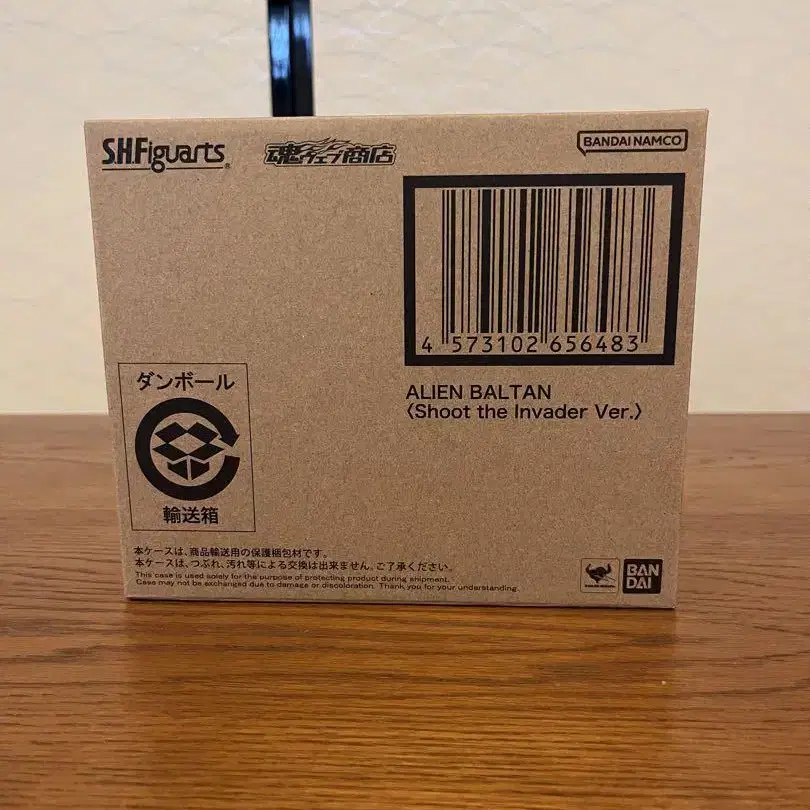 S.H.Figuarts®
魂ウェブ商店
BANDAI NAMCO
4 573102 656483
ALIEN BALTAN
〈Shoot the Invader Ver.〉
ダンボール
輸送箱
本ケースは、商品輸送用の保護梱包材です。
本ケースは、つぶれ、汚れ等による交換は出来ません。ご了承ください。
This case is used solely for the purpose of protecting product during shipment.
Case may not be exchanged due to damage or discoloration. Thank you for your understanding.
BAN
DAI